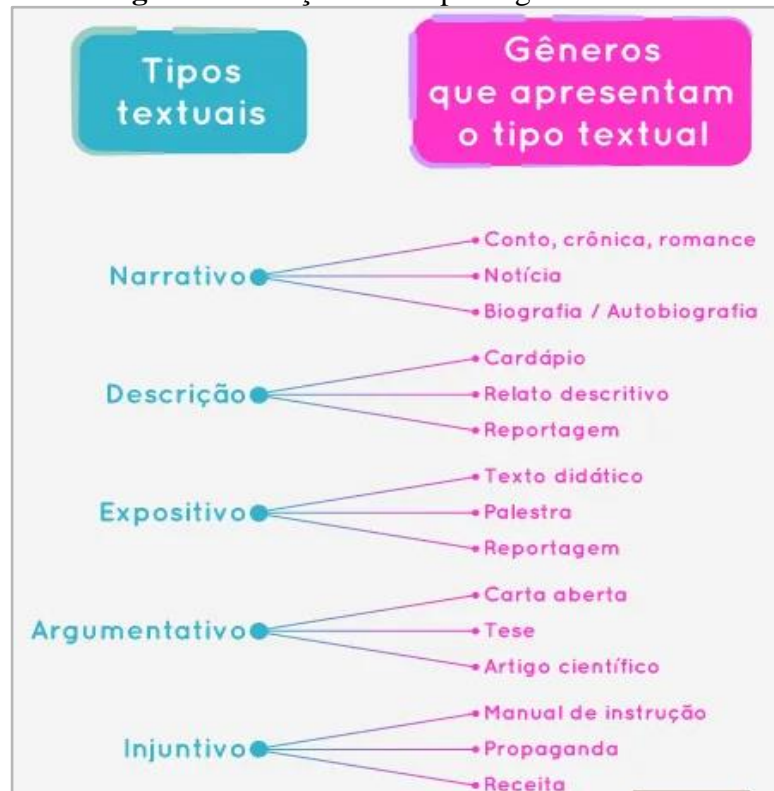 Tipos
textuais
Gêneros
que apresentam
o tipo textual
Narrativo
Conto, crônica, romance
Notícia
Biografia / Autobiografia
Descrição
Cardápio
Relato descritivo
Reportagem
Expositivo
Texto didático
Palestra
Reportagem
Argumentativo
Carta aberta
Tese
Artigo científico
Injuntivo
Manual de instrução
Propaganda
Receita